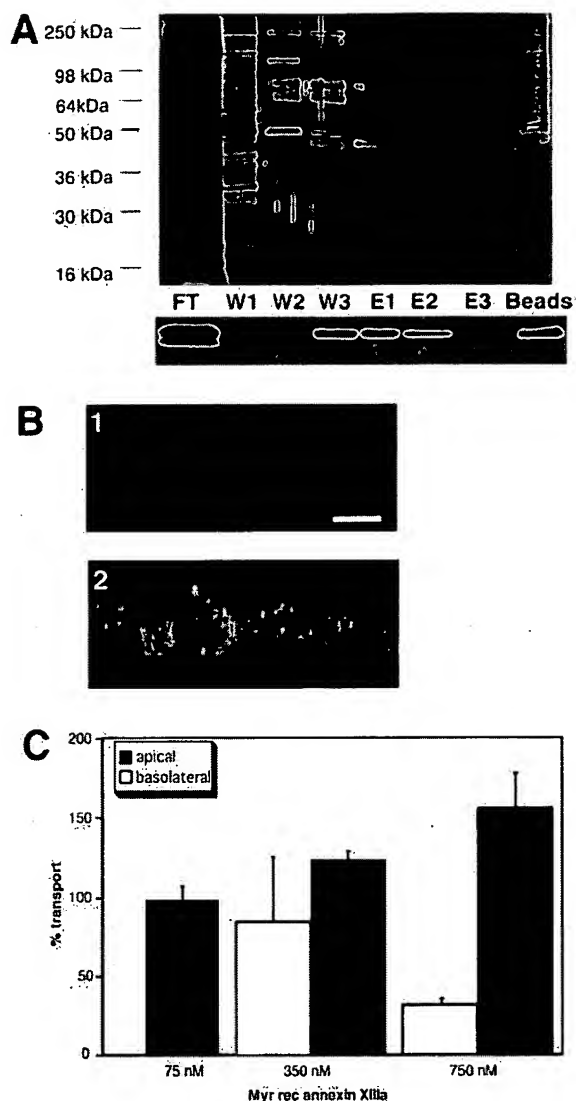 A
250 kDa
98 kDa
64kDa
50 kDa
36 kDa
30 kDa
16 kDa
FT W1 W2 W3 E1 E2 E3 Beads
B
1
2
C
200
150
100
50
0
% transport
apical
basolateral
75 nM 350 nM 750 nM
Myr rec annexin XIIIa